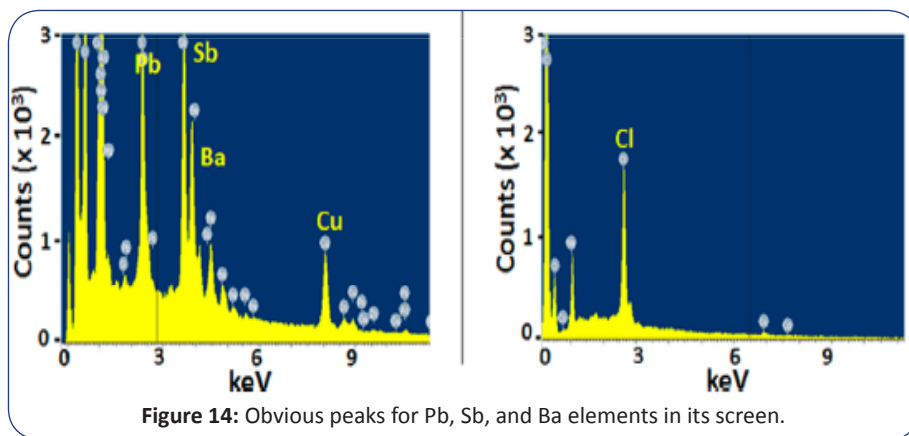 3
2
1
0
Counts (x 10³)
Pb
Sb
Ba
Cu
0
3
6
9
keV
3
2
1
0
Counts (x 10³)
Cl
0
3
6
9
keV
Figure 14: Obvious peaks for Pb, Sb, and Ba elements in its screen.